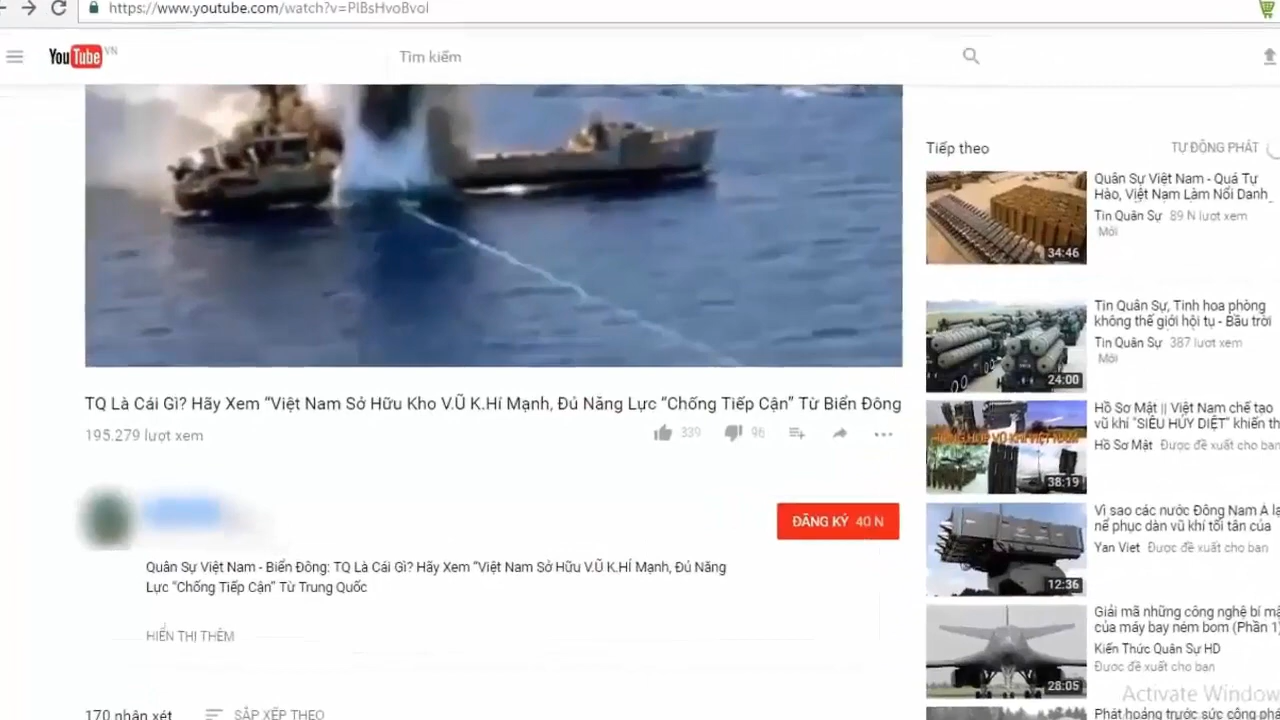 https://www.youtube.com/watch?v=PlBsHvoBvoI
YouTube VN
Tìm kiếm
TQ Là Cái Gì? Hãy Xem “Việt Nam Sở Hữu Kho V.Ũ K.Hí Mạnh, Đủ Năng Lực “Chống Tiếp Cận” Từ Biển Đông
195.279 lượt xem
339
96
ĐĂNG KÝ 40 N
Quân Sự Việt Nam - Biển Đông: TQ Là Cái Gì? Hãy Xem “Việt Nam Sở Hữu V.Ũ K.HÍ Mạnh, Đủ Năng
Lực “Chống Tiếp Cận” Từ Trung Quốc
HIỂN THỊ THÊM
170 nhận xét
SẮP XẾP THEO
Tiếp theo
TỰ ĐỘNG PHÁT
Quân Sự Việt Nam - Quá Tự
Hào, Việt Nam Làm Nổi Danh
Tin Quân Sự 89 N lượt xem
Mới
34:46
Tin Quân Sự, Tinh hoa phòng
không thế giới hội tụ - Bầu trời
Tin Quân Sự 387 lượt xem
Mới
24:00
Hồ Sơ Mật || Việt Nam chế tạo
vũ khí "SIÊU HỦY DIỆT" khiến th
Hồ Sơ Mật Được đề xuất cho bạn
VŨ KHÍ VIỆT NAM
38:19
Vì sao các nước Đông Nam Á lạ
nể phục dàn vũ khí tối tân của
Yan Viet Được đề xuất cho bạn
12:36
Giải mã những công nghệ bí mậ
của máy bay ném bom (Phần 1)
Kiến Thức Quân Sự HD
Được đề xuất cho bạn
28:05
Activate Window
Phát hoảng trước sức công phá